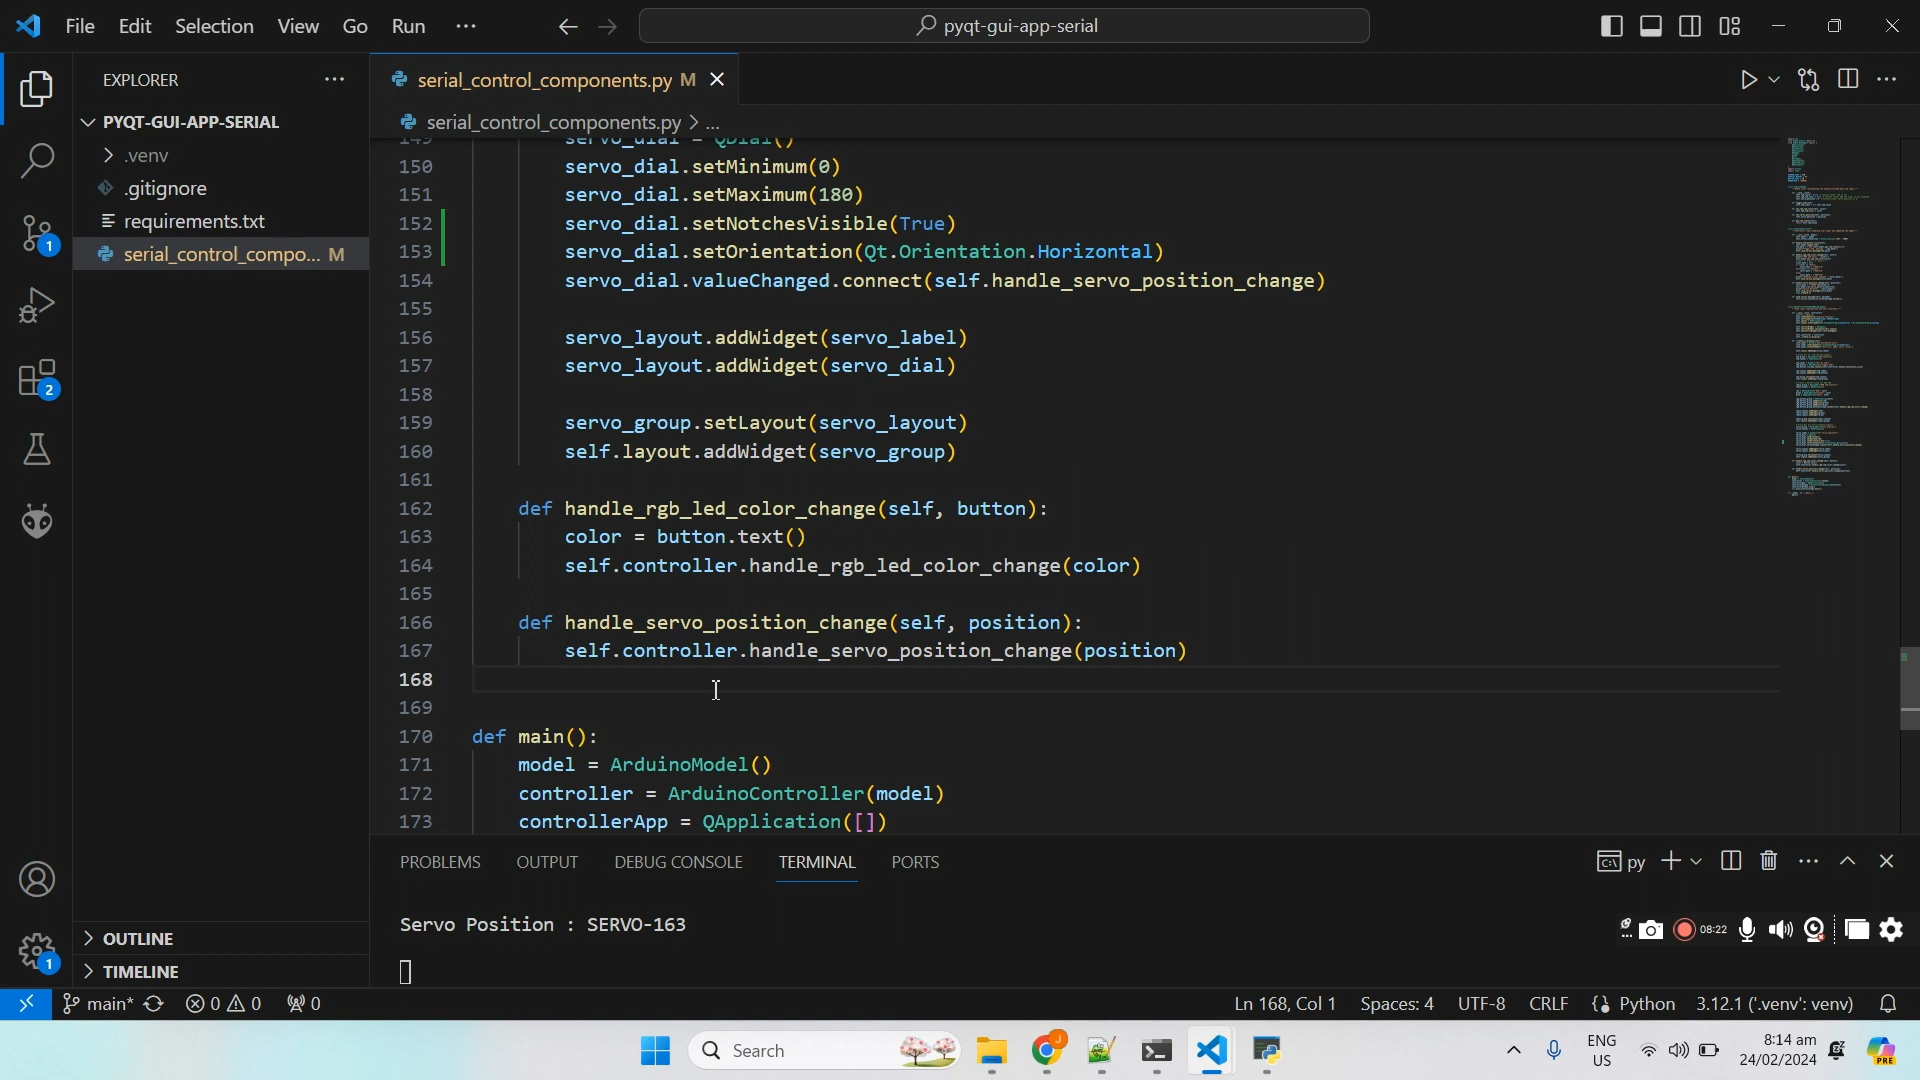 File Edit Selection View Go Run ···
pyqt-gui-app-serial
EXPLORER
PYQT-GUI-APP-SERIAL
.venv
.gitignore
requirements.txt
serial_control_compo... M
OUTLINE
TIMELINE
serial_control_components.py M
serial_control_components.py > ...
149 servo_dial = QDial()
150 servo_dial.setMinimum(0)
151 servo_dial.setMaximum(180)
152 servo_dial.setNotchesVisible(True)
153 servo_dial.setOrientation(Qt.Orientation.Horizontal)
154 servo_dial.valueChanged.connect(self.handle_servo_position_change)
155
156 servo_layout.addWidget(servo_label)
157 servo_layout.addWidget(servo_dial)
158
159 servo_group.setLayout(servo_layout)
160 self.layout.addWidget(servo_group)
161
162 def handle_rgb_led_color_change(self, button):
163 color = button.text()
164 self.controller.handle_rgb_led_color_change(color)
165
166 def handle_servo_position_change(self, position):
167 self.controller.handle_servo_position_change(position)
168
169
170 def main():
171 model = ArduinoModel()
172 controller = ArduinoController(model)
173 controllerApp = QApplication([])
PROBLEMS OUTPUT DEBUG CONSOLE TERMINAL PORTS
py
Servo Position : SERVO-163
08:22
1
2
1
main* 0 0 0
Ln 168, Col 1 Spaces: 4 UTF-8 CRLF Python 3.12.1 ('.venv': venv)
Search
J
ENG
US
8:14 am
24/02/2024
PRE